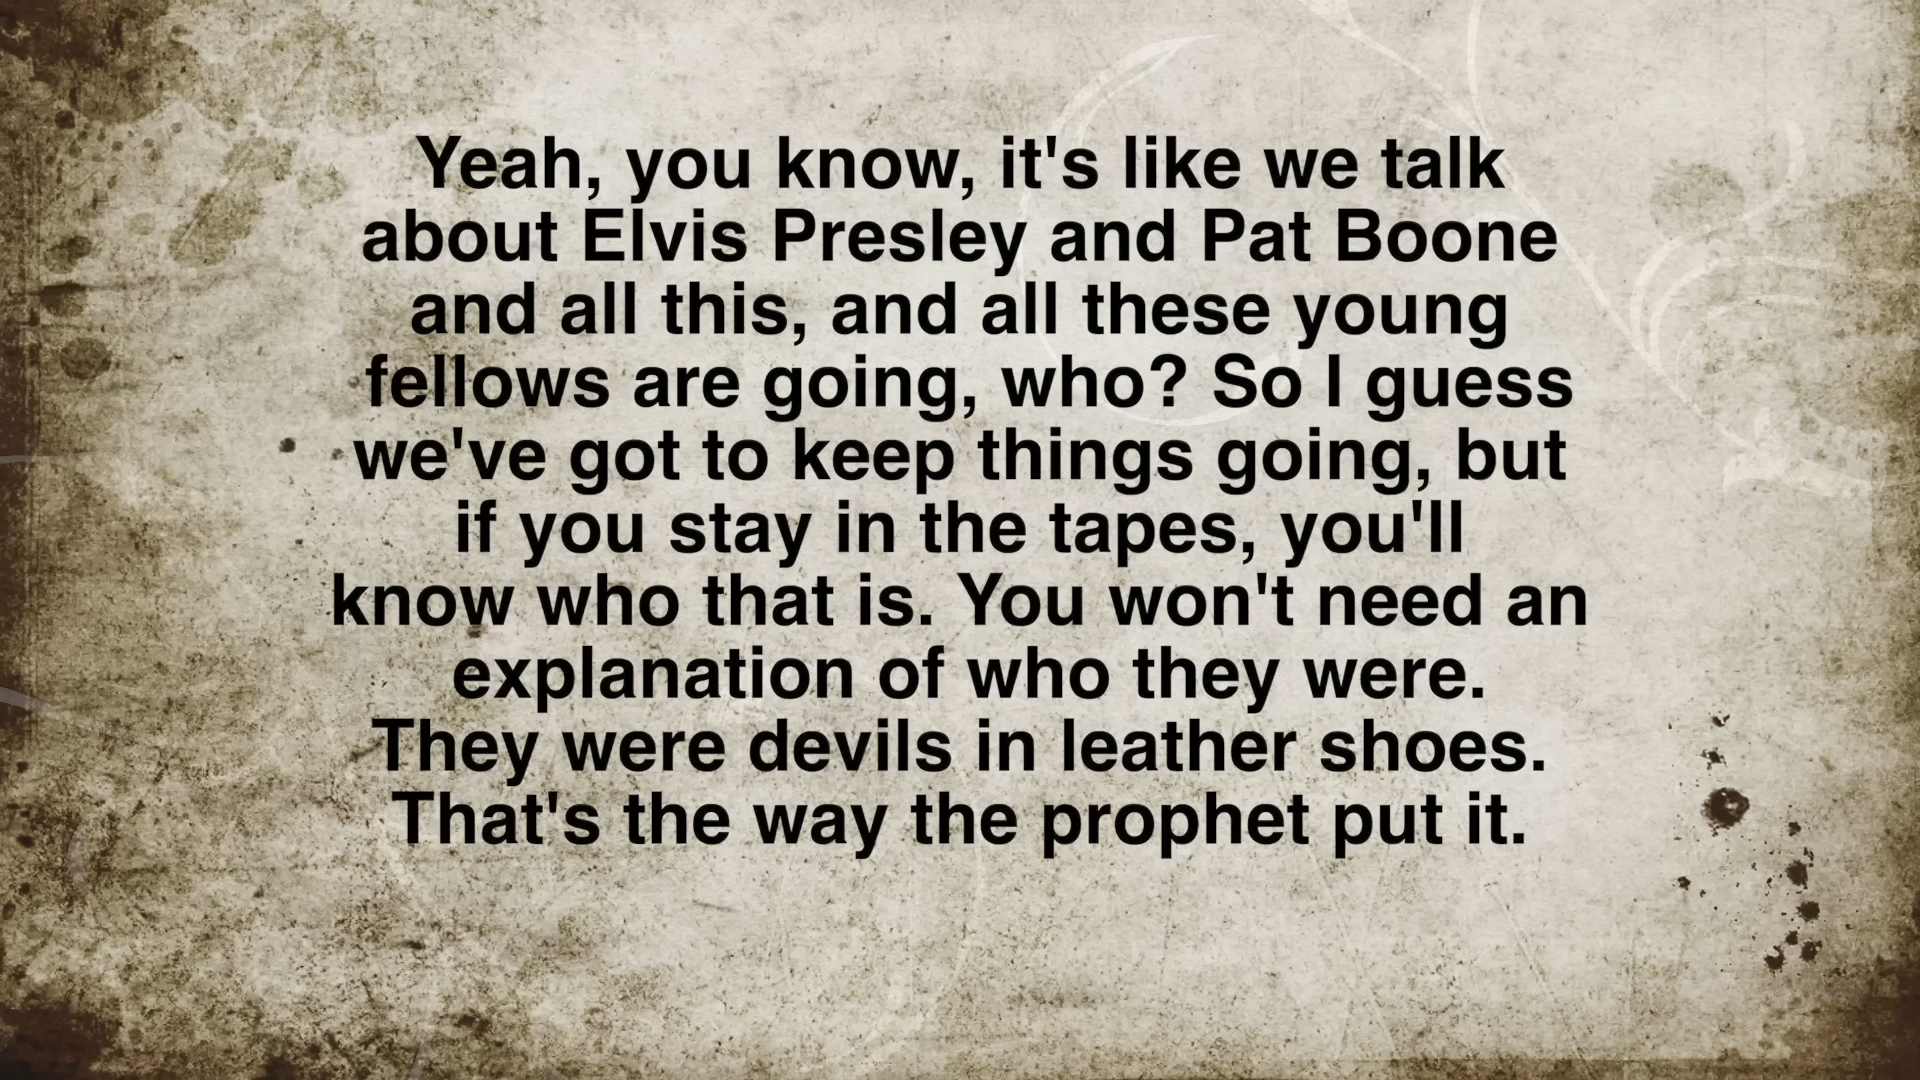 Yeah, you know, it's like we talk
about Elvis Presley and Pat Boone
and all this, and all these young
fellows are going, who? So I guess
we've got to keep things going, but
if you stay in the tapes, you'll
know who that is. You won't need an
explanation of who they were.
They were devils in leather shoes.
That's the way the prophet put it.